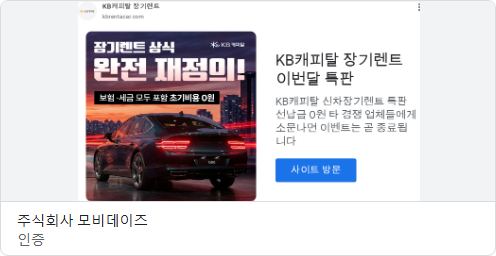 KB캐피탈 장기렌트
kbrentacar.com
장기렌트 상식
KB 캐피탈
완전 재정의!
보험·세금 모두 포함 초기비용 0원
KB캐피탈 장기렌트
이번달 특판
KB캐피탈 신차장기렌트 특판
선납금 0원 타 경쟁 업체들에게
소문나면 이벤트는 곧 종료됩
니다
사이트 방문
주식회사 모비데이즈
인증